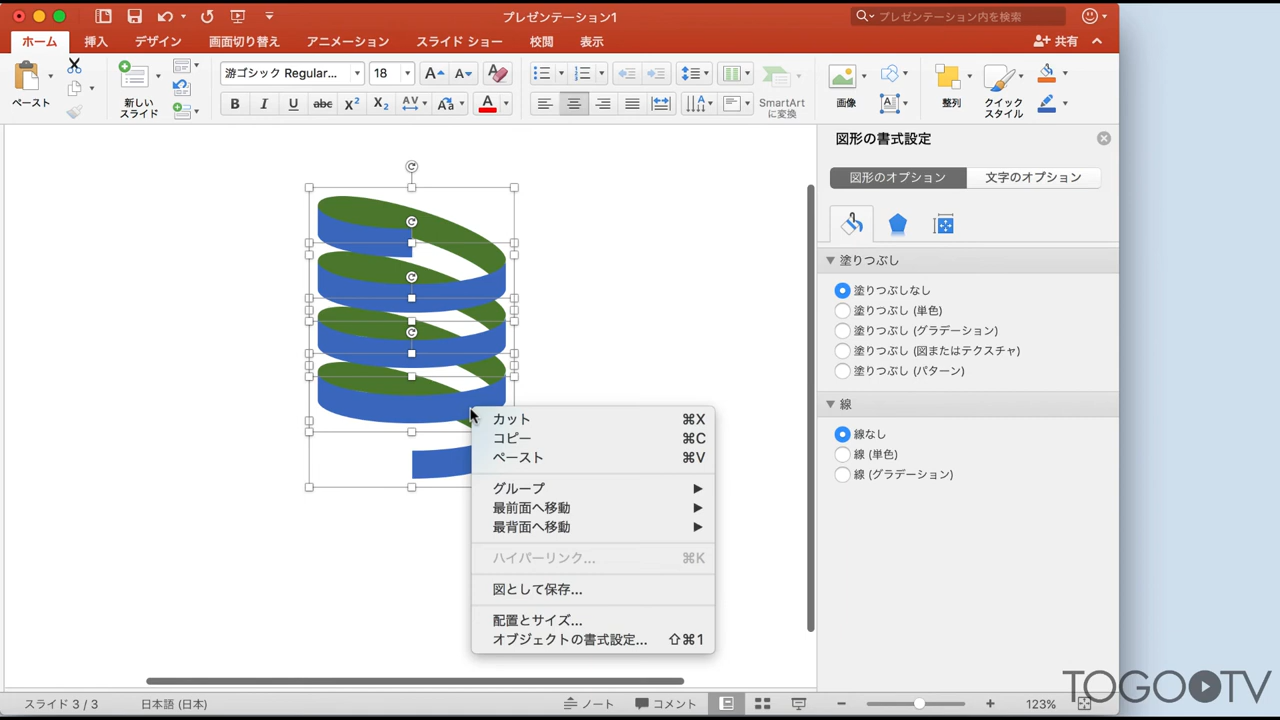 プレゼンテーション1
プレゼンテーション内を検索
ホーム 挿入 デザイン 画面切り替え アニメーション スライド ショー 校閲 表示 共有
ペースト
新しい
スライド
游ゴシック Regular... 18
B I U abc X² X₂ AV Aa A
SmartArt
に変換
画像
整列
クイック
スタイル
図形の書式設定
図形のオプション 文字のオプション
塗りつぶし
塗りつぶしなし
塗りつぶし (単色)
塗りつぶし (グラデーション)
塗りつぶし (図またはテクスチャ)
塗りつぶし (パターン)
線
線なし
線 (単色)
線 (グラデーション)
カット ⌘X
コピー ⌘C
ペースト ⌘V
グループ ▶
最前面へ移動 ▶
最背面へ移動 ▶
ハイパーリンク... ⌘K
図として保存...
配置とサイズ...
オブジェクトの書式設定... ⇧⌘1
スライド 3 / 3 日本語 (日本) ノート コメント 123%
TOGO TV